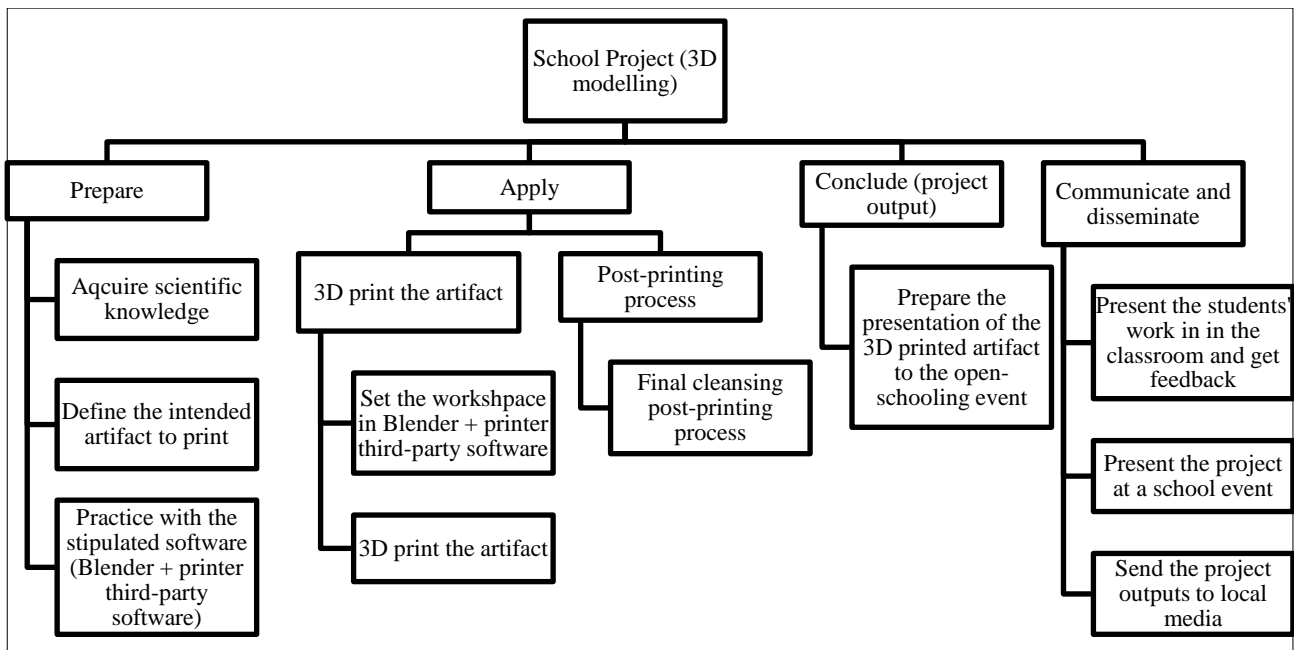 School Project (3D
modelling)
Prepare
Aqcuire scientific
knowledge
Define the intended
artifact to print
Practice with the
stipulated software
(Blender + printer
third-party
software)
Apply
3D print the artifact
Set the workshpace
in Blender + printer
third-party software
3D print the artifact
Post-printing
process
Final cleansing
post-printing
process
Conclude (project
output)
Prepare the
presentation of the
3D printed artifact
to the open-
schooling event
Communicate and
disseminate
Present the students'
work in in the
classroom and get
feedback
Present the project
at a school event
Send the project
outputs to local
media